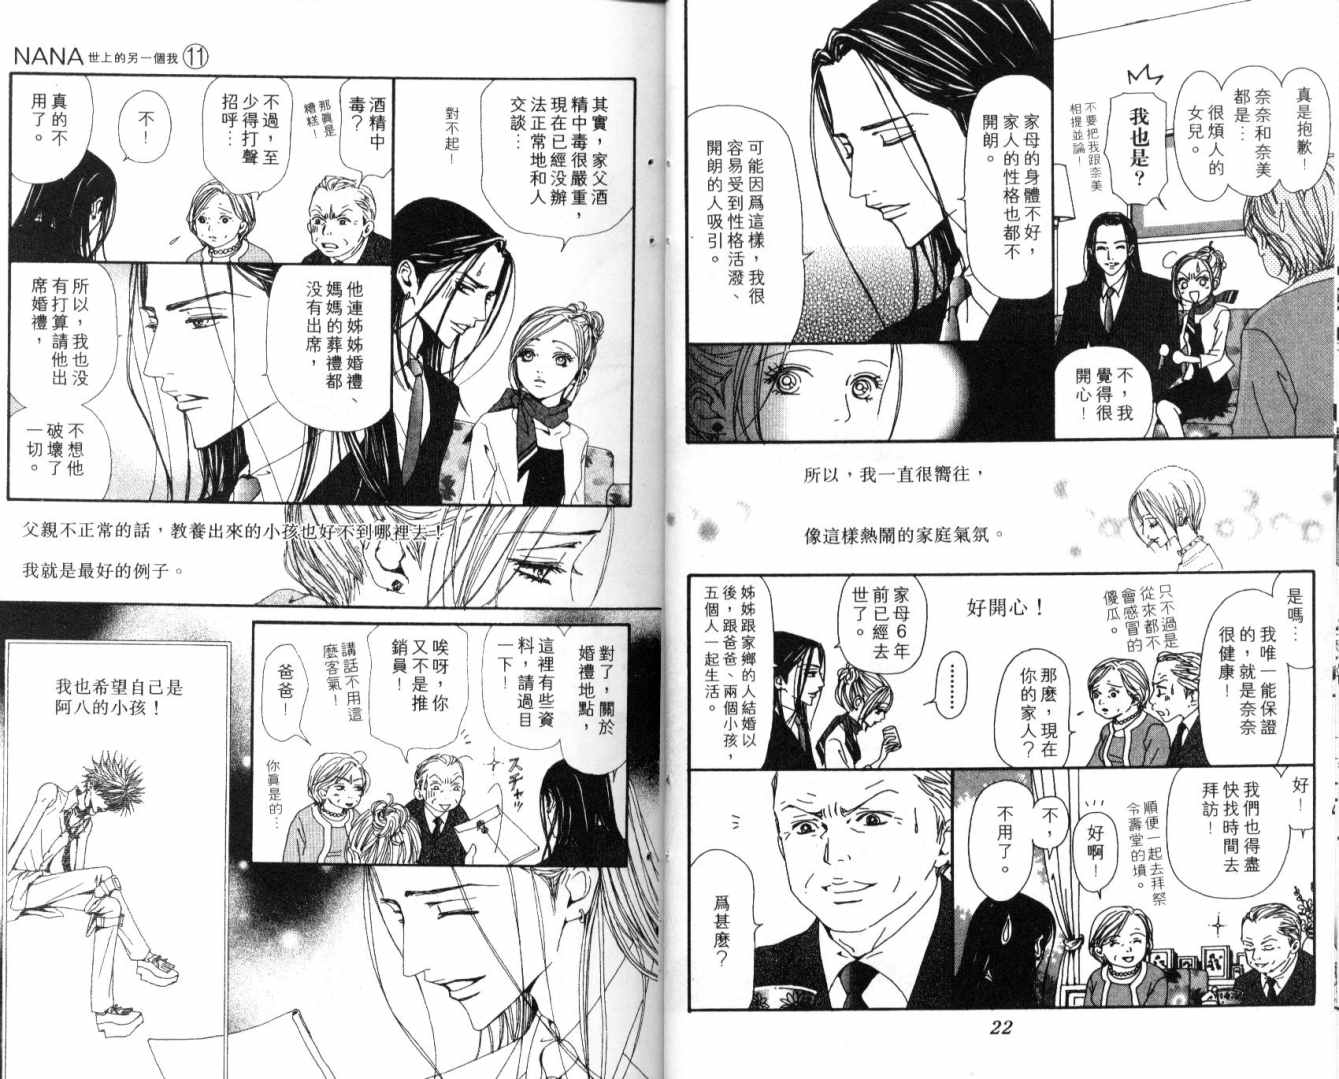 真是抱歉！
奈奈和奈美
都是…
很煩人的
女兒。
我也是？
不要把我跟奈美
相提並論！
不，我
覺得很
開心！
家母的身體不好，
家人的性格也都不
開朗。
可能因爲這樣，我很
容易受到性格活潑、
開朗的人吸引。
所以，我一直很嚮往，
像這樣熱鬧的家庭氣氛。
是嗎…
我唯一能保證
的，就是奈奈
很健康！
只不過是
從來都不
會感冒的
傻瓜。
好開心！
那麼，現在
你的家人？
………
家母6年
前已經去
世了。
姊姊跟家鄉的人結婚以
後，跟爸爸、兩個小孩，
五個人一起生活。
好！
我們也得盡
快找時間去
拜訪！
順便一起去拜祭
令壽堂的墳。
好啊！
不，
不用了。
爲甚麼？
22
NANA 世上的另一個我 11
其實，家父酒
精中毒很嚴重，
現在已經没辦
法正常地和人
交談…
對不起！
酒精中
毒？
那真是
糟糕！
不過，至
少得打聲
招呼…
不！
真的不
用了。
他連姊姊婚禮、
媽媽的葬禮都
没有出席，
所以，我也没
有打算請他出
席婚禮，
不想他
破壞了
一切。
父親不正常的話，教養出來的小孩也好不到哪裡去！
我就是最好的例子。
對了，關於
婚禮地點，
這裡有些資
料，請過目
一下！
スチャッ
唉呀，你
又不是推
銷員！
講話不用這
麼客氣！
爸爸！
你真是的…
我也希望自己是
阿八的小孩！